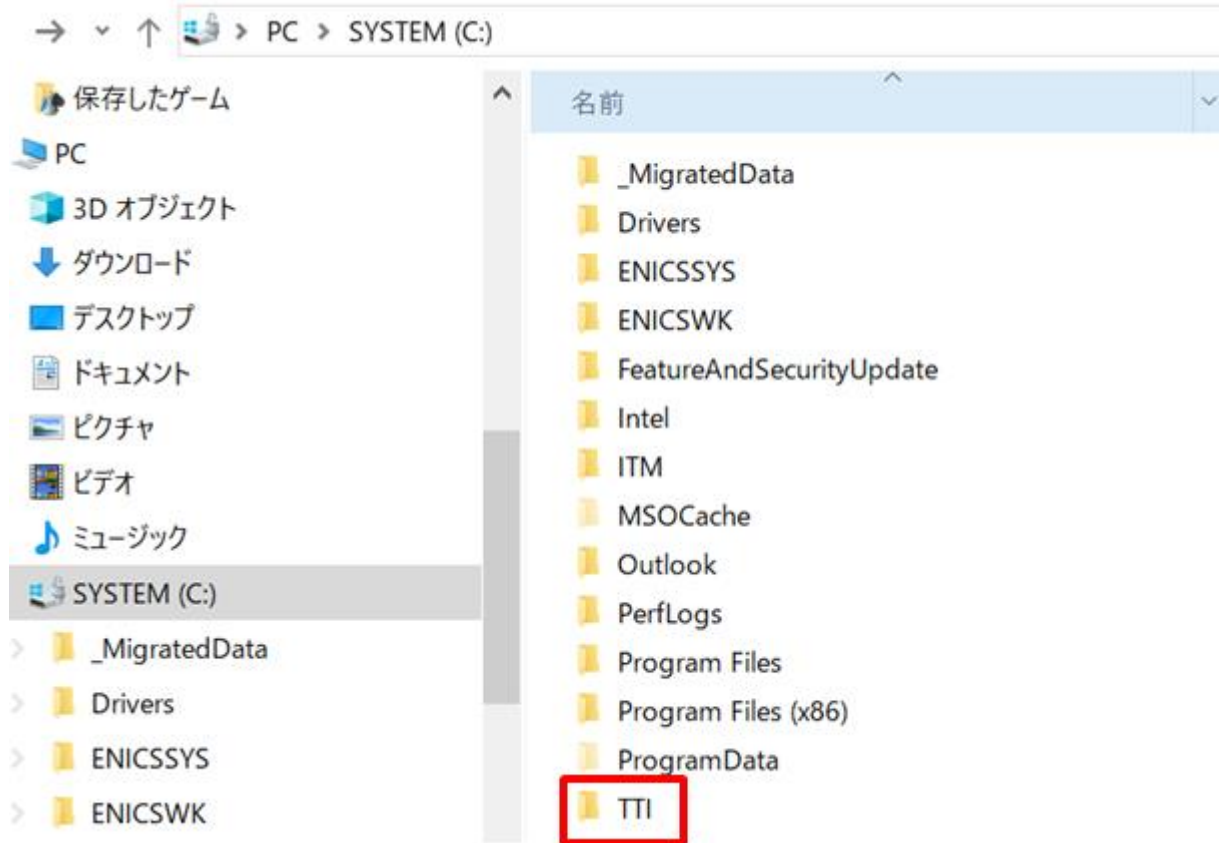 PC > SYSTEM (C:)
保存したゲーム
PC
3D オブジェクト
ダウンロード
デスクトップ
ドキュメント
ピクチャ
ビデオ
ミュージック
SYSTEM (C:)
_MigratedData
Drivers
ENICSSYS
ENICSWK
名前
_MigratedData
Drivers
ENICSSYS
ENICSWK
FeatureAndSecurityUpdate
Intel
ITM
MSOCache
Outlook
PerfLogs
Program Files
Program Files (x86)
ProgramData
TTI